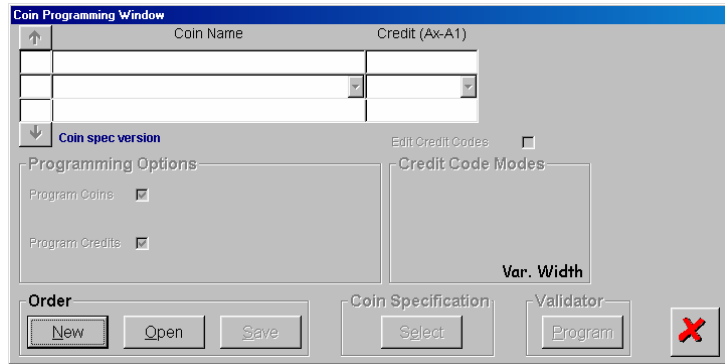 Coin Programming Window
Coin Name Credit (Ax-A1)
Coin spec version
Edit Credit Codes
Programming Options Credit Code Modes
Program Coins
Program Credits
Var. Width
Order Coin Specification Validator
New Open Save Select Program